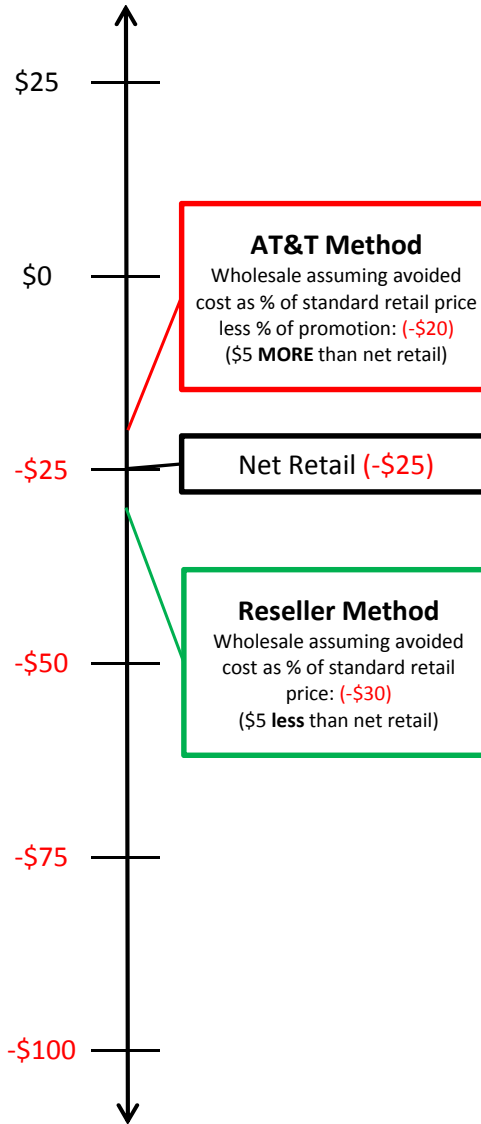 $25
$0
AT&T Method
Wholesale assuming avoided
cost as % of standard retail price
less % of promotion: (-$20)
($5 MORE than net retail)
-$25
Net Retail (-$25)
Reseller Method
Wholesale assuming avoided
cost as % of standard retail
price: (-$30)
($5 less than net retail)
-$50
-$75
-$100